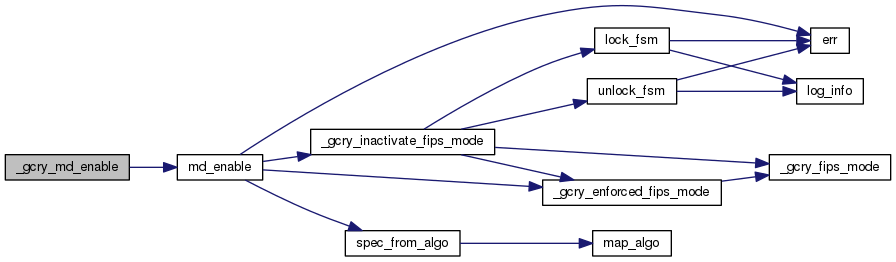 _gcry_md_enable
md_enable
_gcry_inactivate_fips_mode
lock_fsm
unlock_fsm
err
log_info
_gcry_enforced_fips_mode
_gcry_fips_mode
spec_from_algo
map_algo